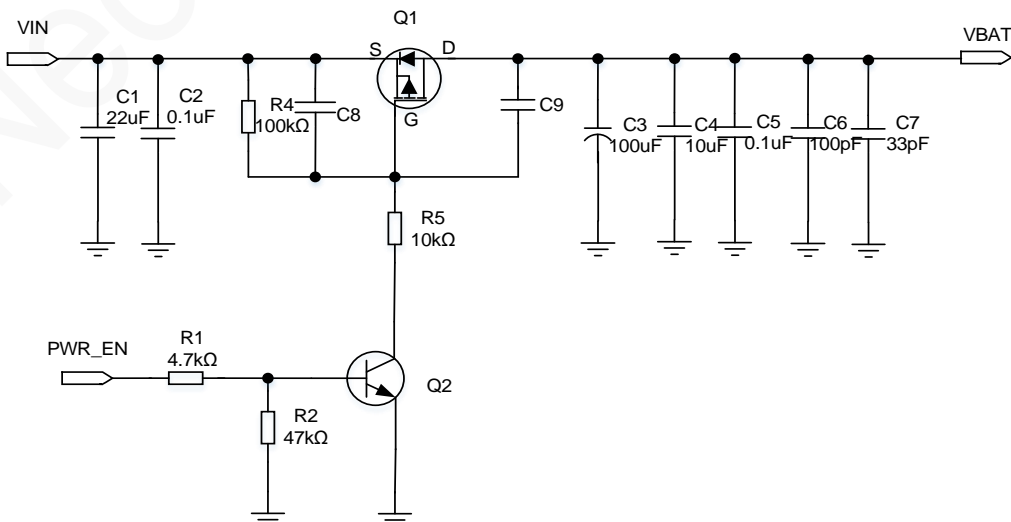 Q1
VIN
S
D
VBAT
C1
22uF
C2
0.1uF
R4
100kΩ
C8
G
C9
C3
100uF
C4
10uF
C5
0.1uF
C6
100pF
C7
33pF
R5
10kΩ
PWR_EN
R1
4.7kΩ
Q2
R2
47kΩ